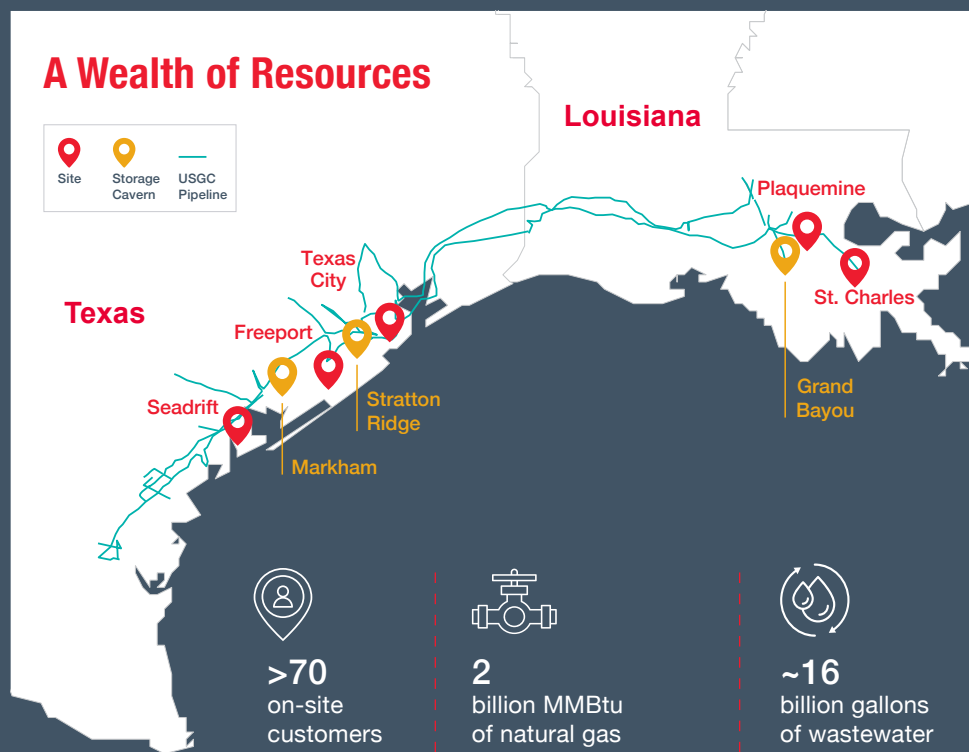 A Wealth of Resources
Louisiana
Site
Storage
Cavern
USGC
Pipeline
Plaquemine
Texas
City
St. Charles
Texas
Freeport
Grand
Bayou
Stratton
Ridge
Seadrift
Markham
>70
on-site
customers
2
billion MMBtu
of natural gas
~16
billion gallons
of wastewater